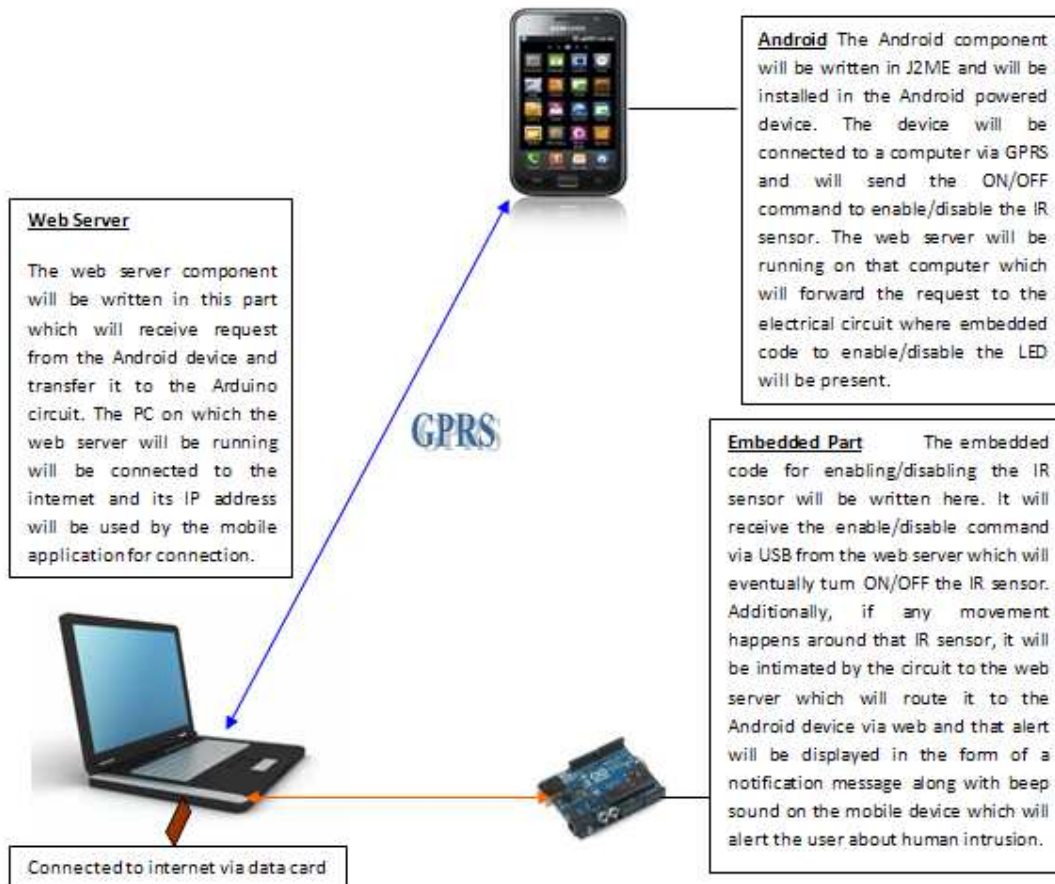 SAMSUNG
Android The Android component
will be written in J2ME and will be
installed in the Android powered
device. The device will be
connected to a computer via GPRS
and will send the ON/OFF
command to enable/disable the IR
sensor. The web server will be
running on that computer which
will forward the request to the
electrical circuit where embedded
code to enable/disable the LED
will be present.
Web Server
The web server component
will be written in this part
which will receive request
from the Android device and
transfer it to the Arduino
circuit. The PC on which the
web server will be running
will be connected to the
internet and its IP address
will be used by the mobile
application for connection.
GPRS
Embedded Part The embedded
code for enabling/disabling the IR
sensor will be written here. It will
receive the enable/disable command
via USB from the web server which will
eventually turn ON/OFF the IR sensor.
Additionally, if any movement
happens around that IR sensor, it will
be intimated by the circuit to the web
server which will route it to the
Android device via web and that alert
will be displayed in the form of a
notification message along with beep
sound on the mobile device which will
alert the user about human intrusion.
Connected to internet via data card